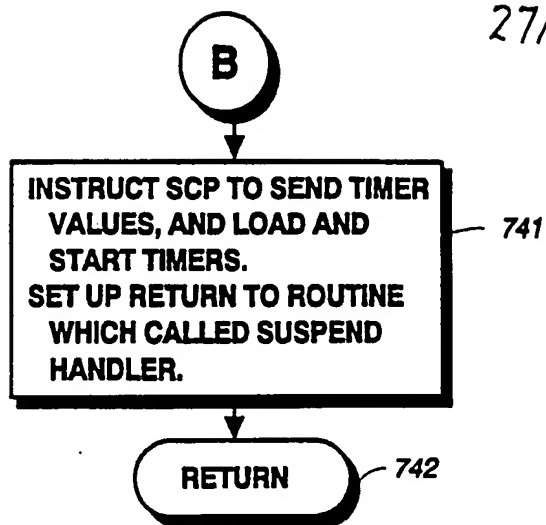 27/
B
INSTRUCT SCP TO SEND TIMER
VALUES, AND LOAD AND
START TIMERS.
SET UP RETURN TO ROUTINE
WHICH CALLED SUSPEND
HANDLER.
741
RETURN
742